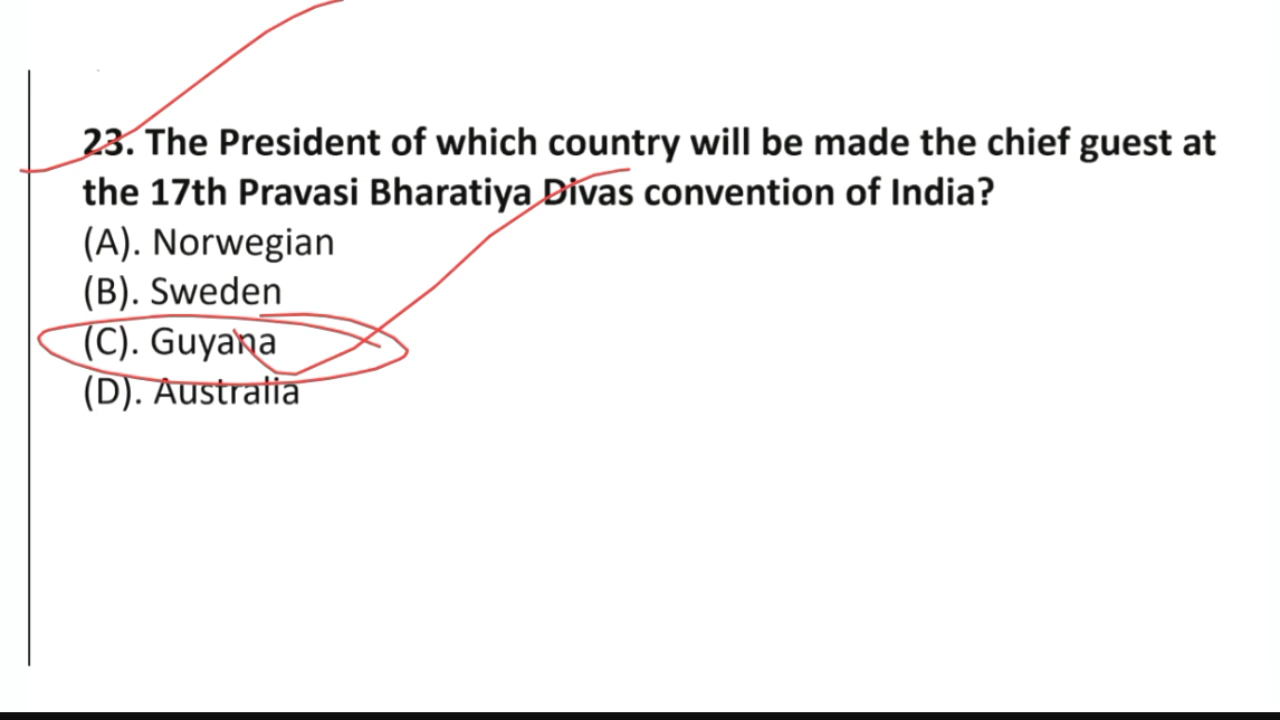 23. The President of which country will be made the chief guest at
the 17th Pravasi Bharatiya Divas convention of India?
(A). Norwegian
(B). Sweden
(C). Guyana
(D). Australia